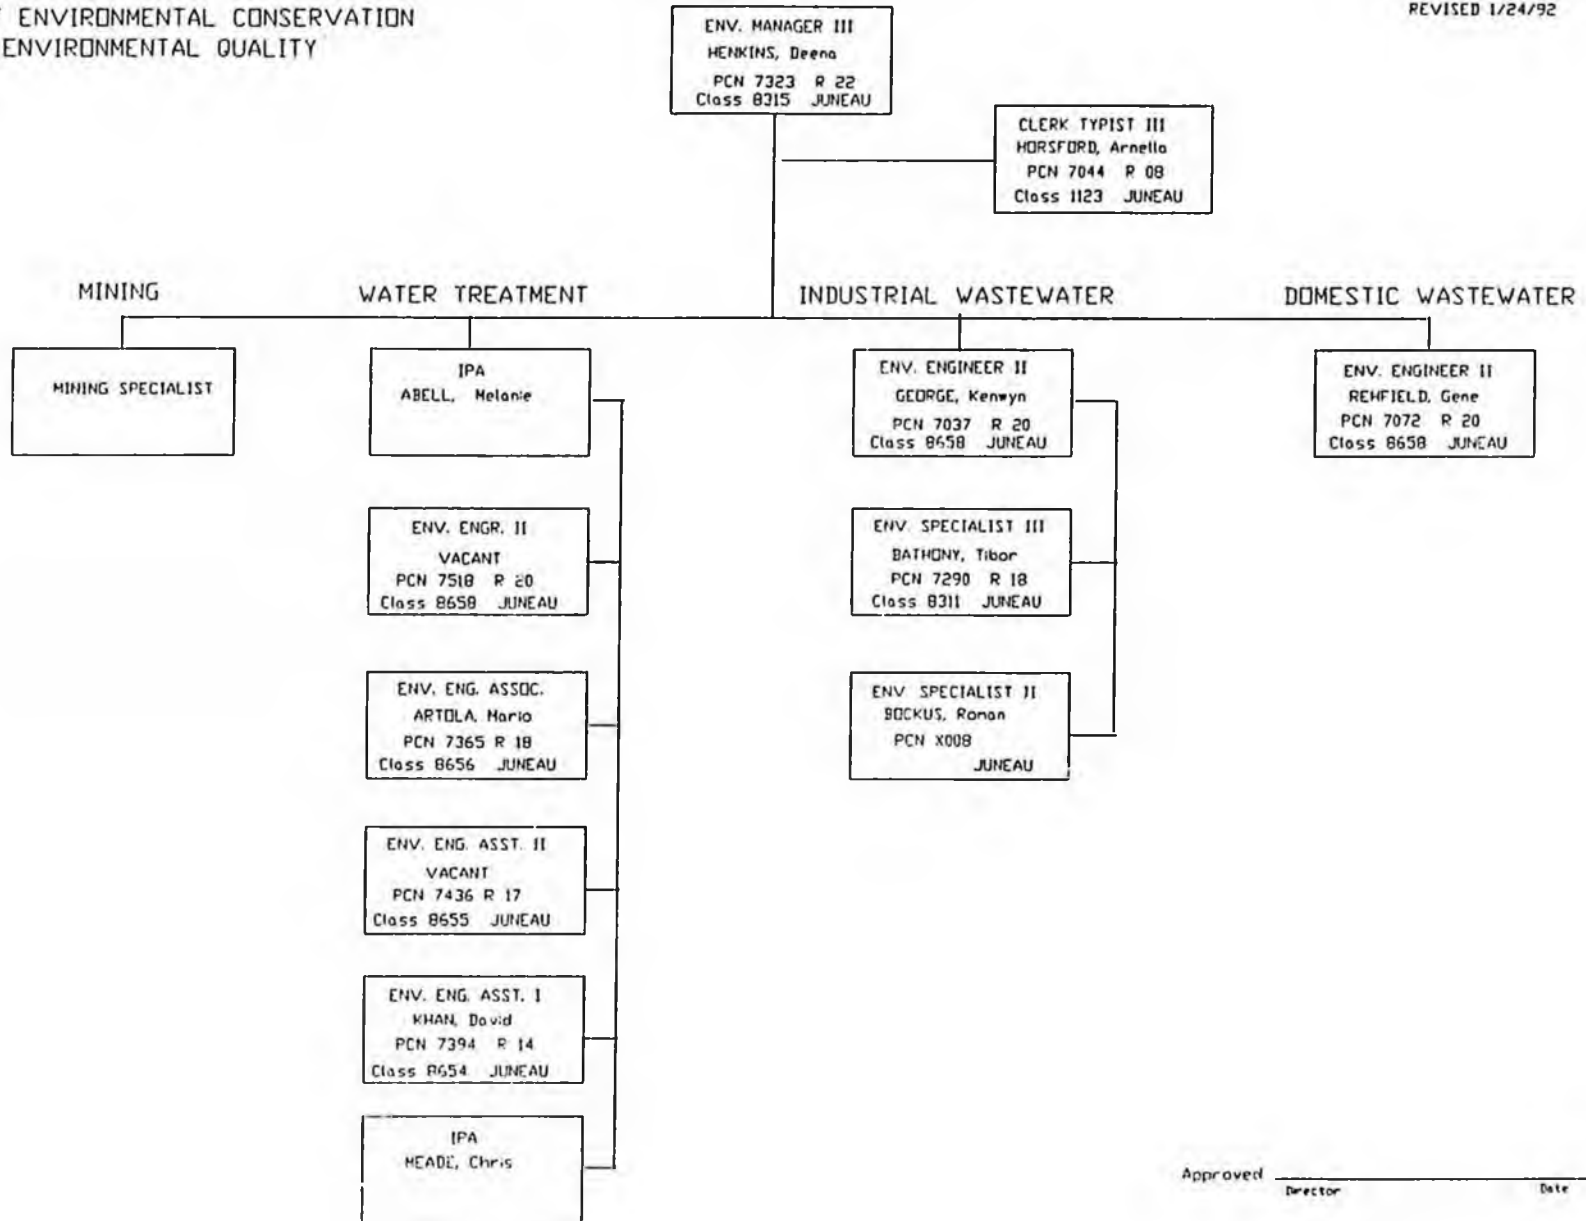 ENVIRONMENTAL CONSERVATION
ENVIRONMENTAL QUALITY
REVISED 1/24/92
ENV. MANAGER III
HENKINS, Deena
PCN 7323 R 22
Class 8315 JUNEAU
CLERK TYPIST III
HORSFORD, Arnella
PCN 7044 R 08
Class 1123 JUNEAU
MINING
WATER TREATMENT
INDUSTRIAL WASTEWATER
DOMESTIC WASTEWATER
MINING SPECIALIST
IPA
ABELL, Melanie
ENV. ENGR. II
VACANT
PCN 7518 R 20
Class 8658 JUNEAU
ENV. ENG. ASSOC.
ARTOLA, Mario
PCN 7365 R 18
Class 8656 JUNEAU
ENV. ENG. ASST. II
VACANT
PCN 7436 R 17
Class 8655 JUNEAU
ENV. ENG. ASST. I
KHAN, David
PCN 7394 R 14
Class 8654 JUNEAU
IPA
MEADE, Chris
ENV. ENGINEER II
GEORGE, Kenwyn
PCN 7037 R 20
Class 8658 JUNEAU
ENV. SPECIALIST III
BATHONY, Tibor
PCN 7290 R 18
Class 8311 JUNEAU
ENV. SPECIALIST II
BOCKUS, Ronan
PCN X008
JUNEAU
ENV. ENGINEER II
REHFIELD, Gene
PCN 7072 R 20
Class 8658 JUNEAU
Approved
Director Date